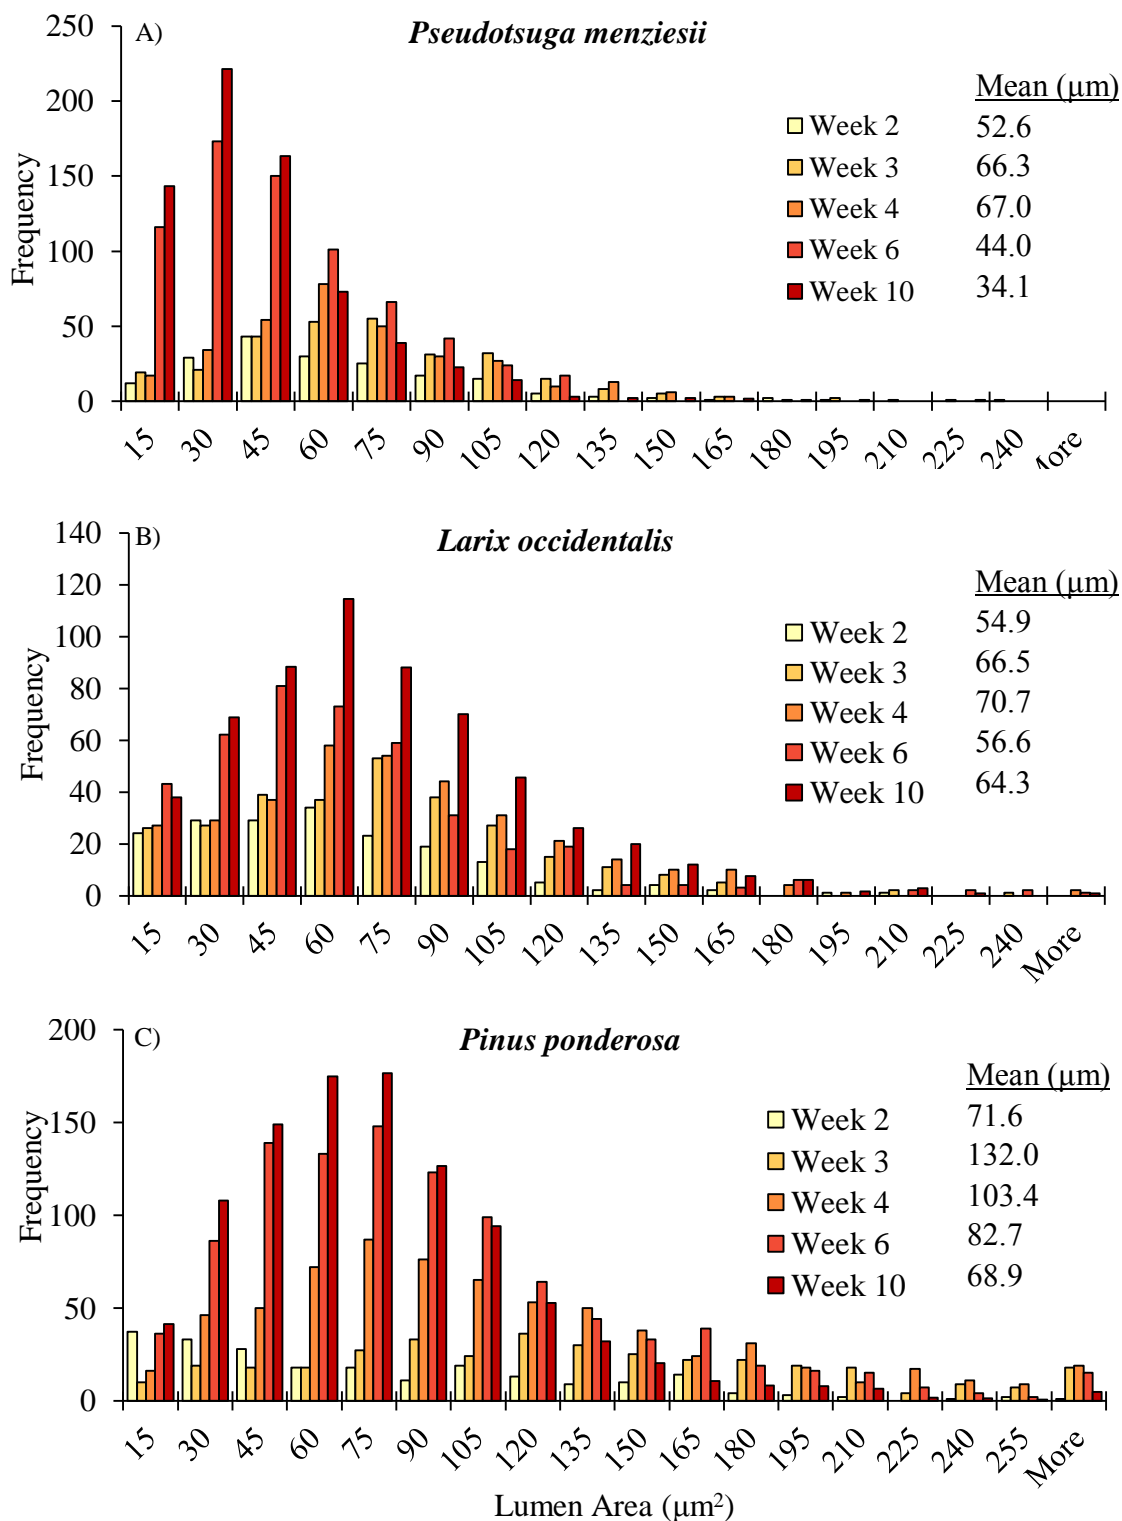 A)
Pseudotsuga menziesii
Mean (µm)
Week 2 52.6
Week 3 66.3
Week 4 67.0
Week 6 44.0
Week 10 34.1
Frequency
250
200
150
100
50
0
15 30 45 60 75 90 105 120 135 150 165 180 195 210 225 240 More
B)
Larix occidentalis
Mean (µm)
Week 2 54.9
Week 3 66.5
Week 4 70.7
Week 6 56.6
Week 10 64.3
Frequency
140
120
100
80
60
40
20
0
15 30 45 60 75 90 105 120 135 150 165 180 195 210 225 240 More
C)
Pinus ponderosa
Mean (µm)
Week 2 71.6
Week 3 132.0
Week 4 103.4
Week 6 82.7
Week 10 68.9
Frequency
200
150
100
50
0
15 30 45 60 75 90 105 120 135 150 165 180 195 210 225 240 255 More
Lumen Area (µm²)